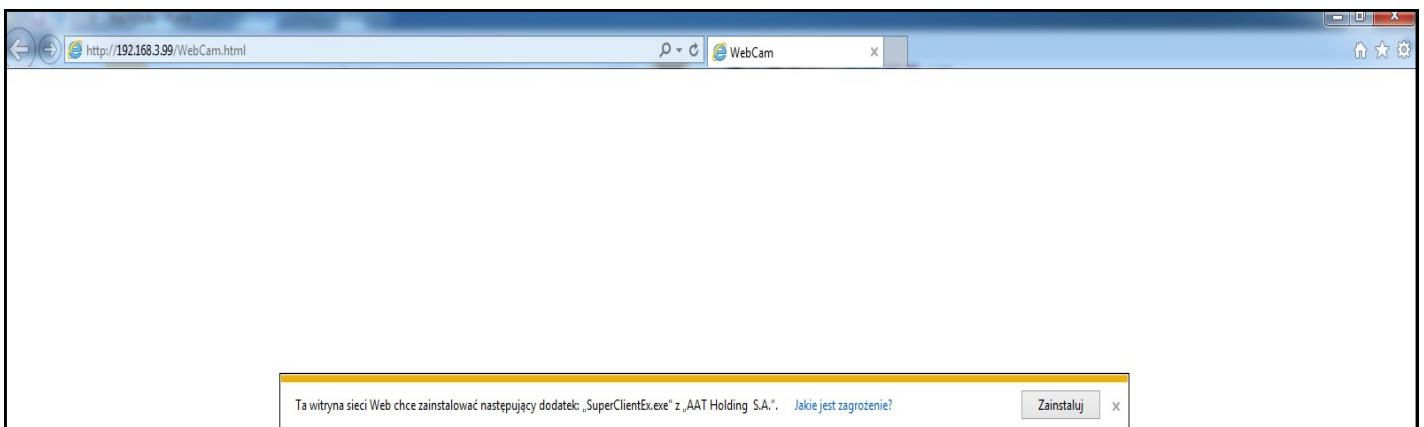 http://192.168.3.99/WebCam.html
WebCam
Ta witryna sieci Web chce zainstalować następujący dodatek: „SuperClientEx.exe” z „AAT Holding S.A.”. Jakie jest zagrożenie? Zainstaluj